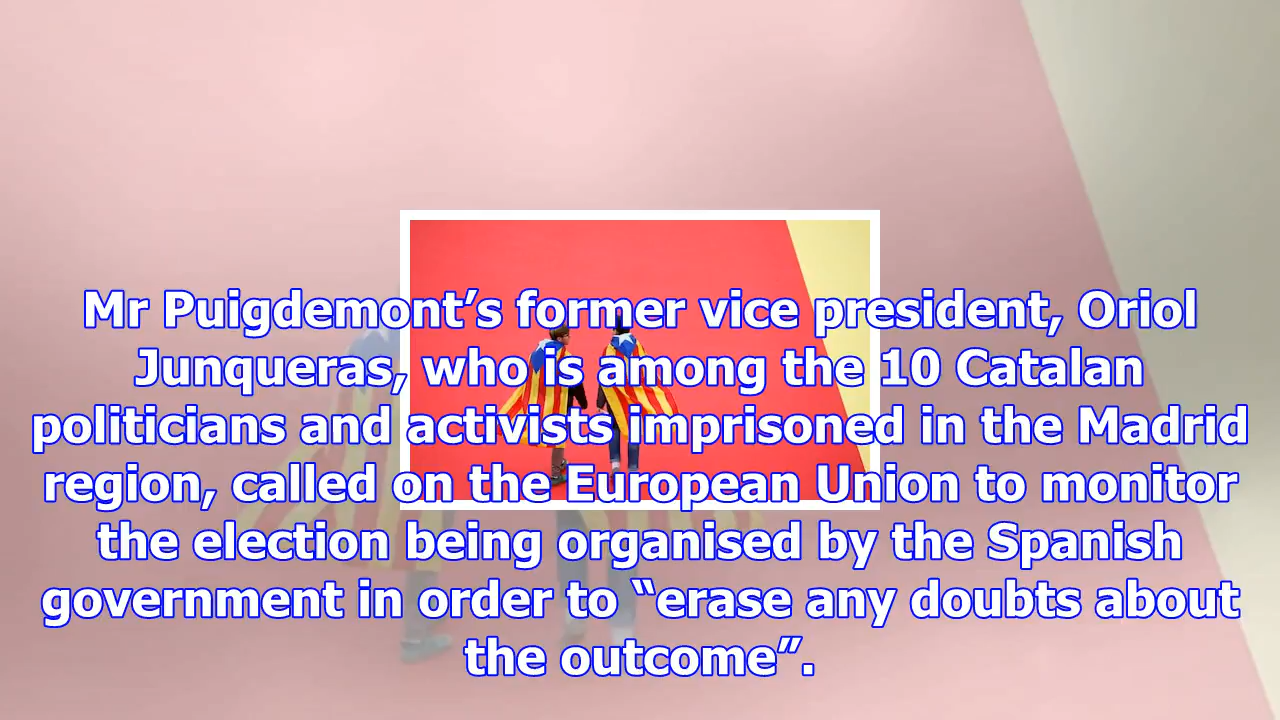 Mr Puigdemont’s former vice president, Oriol
Junqueras, who is among the 10 Catalan
politicians and activists imprisoned in the Madrid
region, called on the European Union to monitor
the election being organised by the Spanish
government in order to “erase any doubts about
the outcome”.